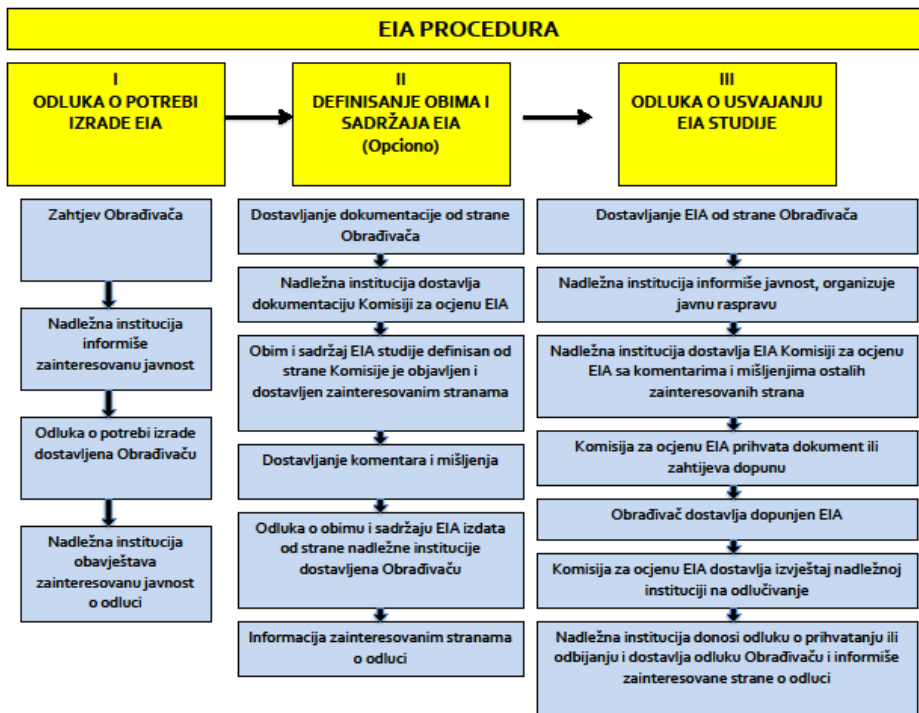 EIA PROCEDURA
I
ODLUKA O POTREBI
IZRADE EIA
II
DEFINISANJE OBIMA I
SADRŽAJA EIA
(Opciono)
III
ODLUKA O USVAJANJU
EIA STUDIJE
Zahtjev Obrađivača
Nadležna institucija
informiše
zainteresovanu javnost
Odluka o potrebi izrade
dostavljena Obrađivaču
Nadležna institucija
obavještava
zainteresovanu javnost
o odluci
Dostavljanje dokumentacije od strane
Obrađivača
Nadležna institucija dostavlja
dokumentaciju Komisiji za ocjenu EIA
Obim i sadržaj EIA studije definisan od
strane Komisije je objavljen i
dostavljen zainteresovanim stranama
Dostavljanje komentara i mišljenja
Odluka o obimu i sadržaju EIA izdata
od strane nadležne institucije
dostavljena Obrađivaču
Informacija zainteresovanim stranama
o odluci
Dostavljanje EIA od strane Obrađivača
Nadležna institucija informiše javnost, organizuje
javnu raspravu
Nadležna institucija dostavlja EIA Komisiji za ocjenu
EIA sa komentarima i mišljenjima ostalih
zainteresovanih strana
Komisija za ocjenu EIA prihvata dokument ili
zahtijeva dopunu
Obrađivač dostavlja dopunjen EIA
Komisija za ocjenu EIA dostavlja izvještaj nadležnoj
instituciji na odlučivanje
Nadležna institucija donosi odluku o prihvatanju ili
odbijanju i dostavlja odluku Obrađivaču i informiše
zainteresovane strane o odluci